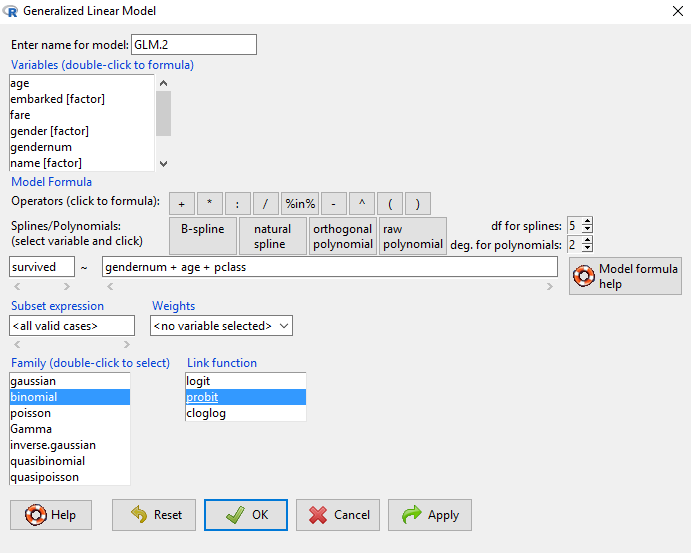 Generalized Linear Model
Enter name for model: GLM.2
Variables (double-click to formula)
age
embarked [factor]
fare
gender [factor]
gendernum
name [factor]
Model Formula
Operators (click to formula): + * : / %in% - ^ ( )
Splines/Polynomials:
(select variable and click)
B-spline
natural
spline
orthogonal
polynomial
raw
polynomial
df for splines: 5
deg. for polynomials: 2
survived ~ gendernum + age + pclass
Model formula
help
Subset expression
<all valid cases>
Weights
<no variable selected>
Family (double-click to select)
gaussian
binomial
poisson
Gamma
inverse.gaussian
quasibinomial
quasipoisson
Link function
logit
probit
cloglog
Help Reset OK Cancel Apply